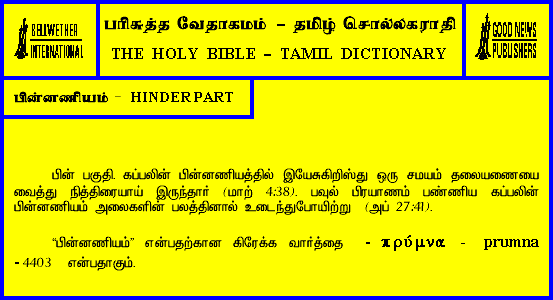 BELLWETHER
INTERNATIONAL
பரிசுத்த வேதாகமம் – தமிழ் சொல்லகராதி
THE HOLY BIBLE – TAMIL DICTIONARY
GOOD NEWS
PUBLISHERS
பின்னணியம் - HINDERPART
பின் பகுதி. கப்பலின் பின்னணியத்தில் இயேசுகிறிஸ்து ஒரு சமயம் தலையணையை
வைத்து நித்திரையாய் இருந்தார் (மாற் 4:38). பவுல் பிரயாணம் பண்ணிய கப்பலின்
பின்னணியம் அலைகளின் பலத்தினால் உடைந்துபோயிற்று (அப் 27:41).
“பின்னணியம்” என்பதற்கான கிரேக்க வார்த்தை - πρύμνα - prumna
- 4403 என்பதாகும்.